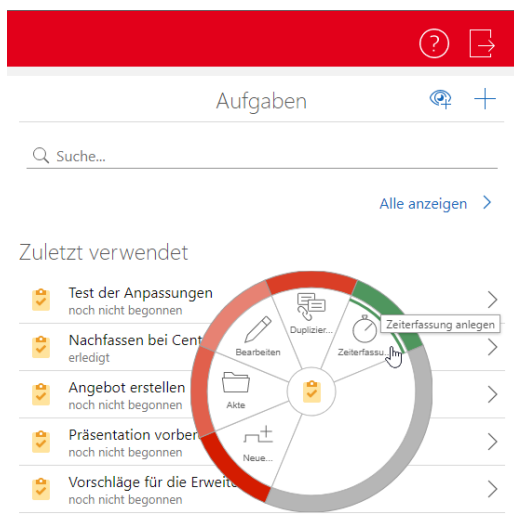 Aufgaben
Suche...
Alle anzeigen
Zuletzt verwendet
Test der Anpassungen
noch nicht begonnen
Nachfassen bei Cent
erledigt
Angebot erstellen
noch nicht begonnen
Präsentation vorber
noch nicht begonnen
Vorschläge für die Erweite
noch nicht begonnen
Duplizier...
Bearbeiten
Zeiterfassu...
Zeiterfassung anlegen
Akte
Neue...